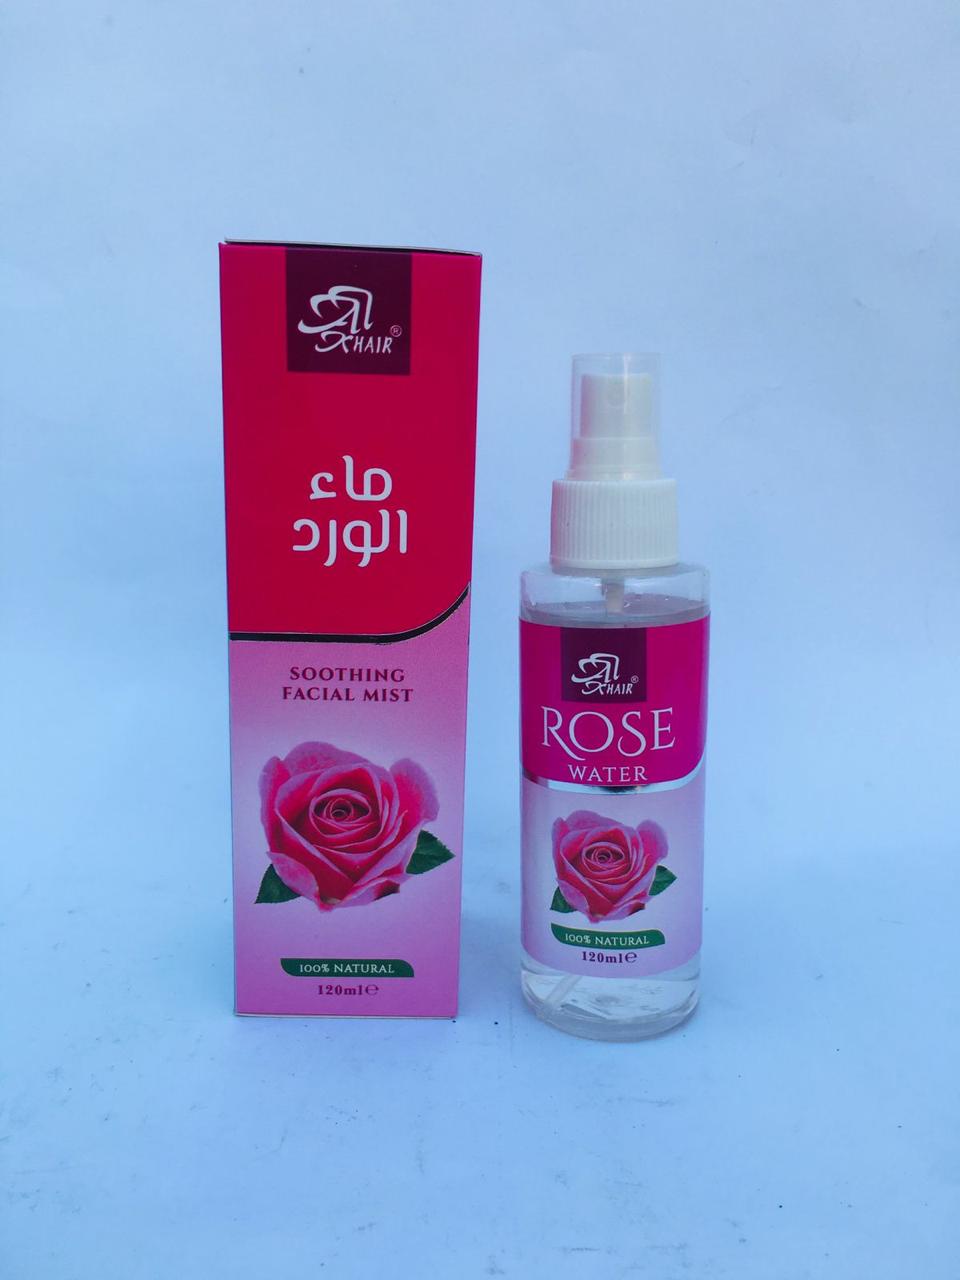 Al
KHAIR®
ماء
الورد
SOOTHING
FACIAL MIST
100% NATURAL
120ml℮
Al
KHAIR®
ROSE
WATER
100% NATURAL
120ml℮